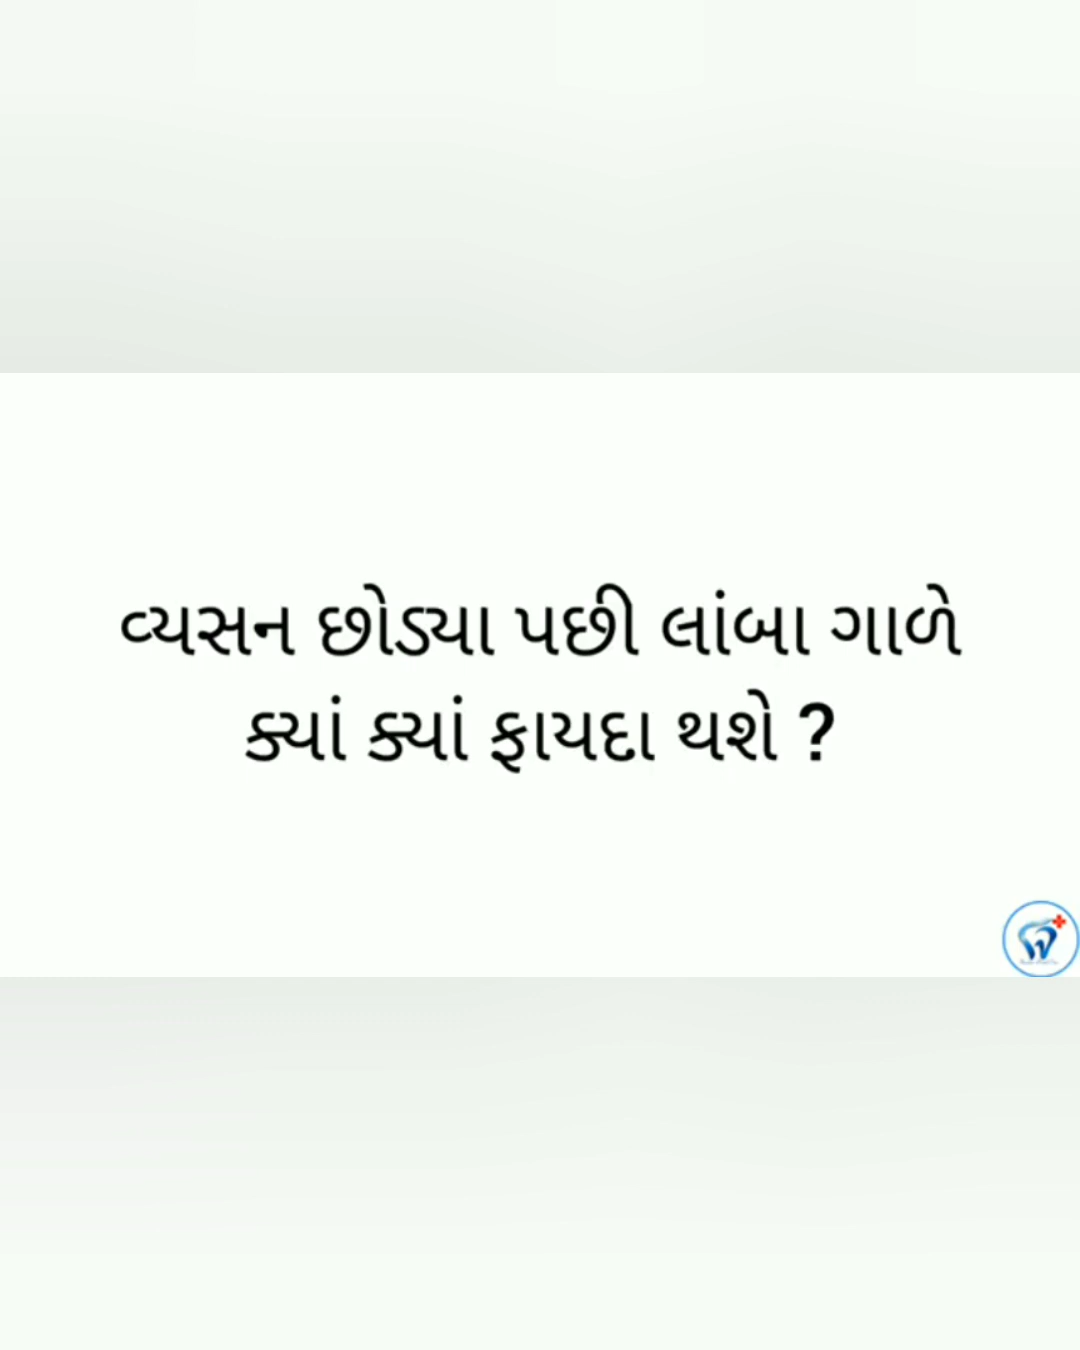 વ્યસન છોડ્યા પછી લાંબા ગાળે
ક્યાં ક્યાં ફાયદા થશે ?